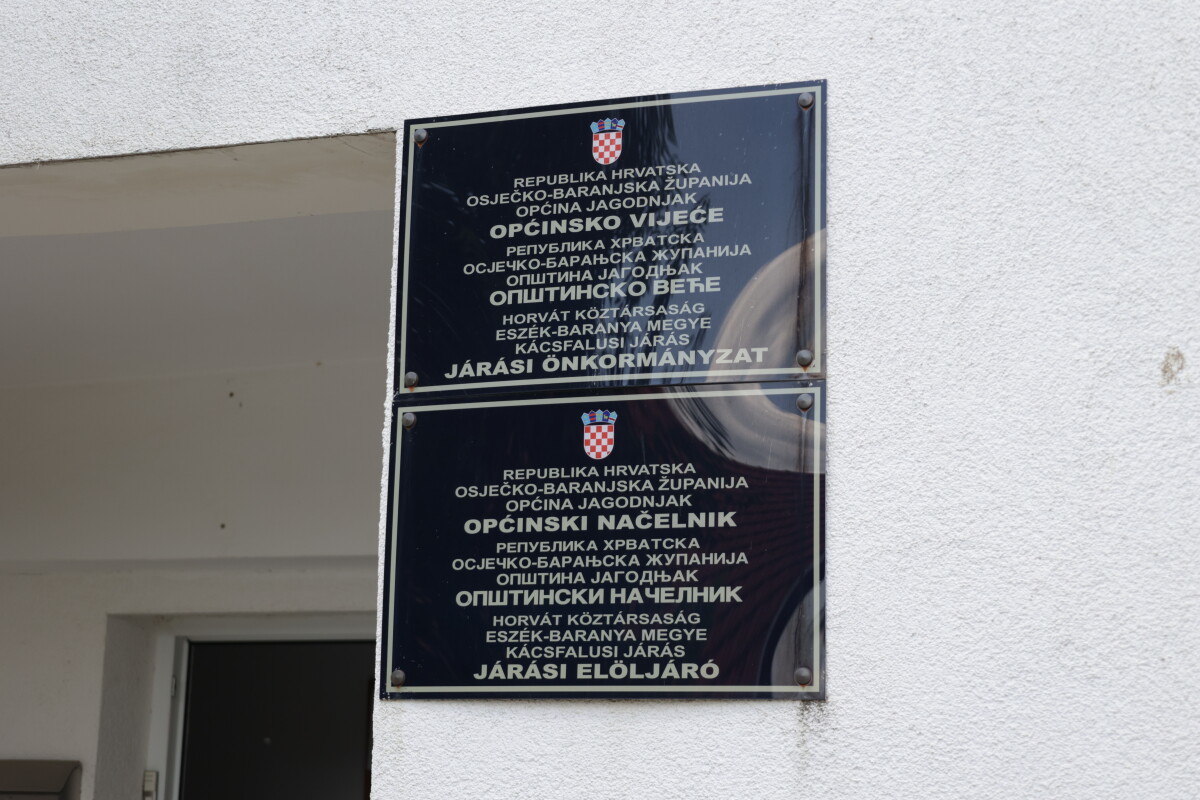 REPUBLIKA HRVATSKA
OSJEČKO-BARANJSKA ŽUPANIJA
OPĆINA JAGODNJAK
OPĆINSKO VIJEĆE
РЕПУБЛИКА ХРВАТСКА
ОСЈЕЧКО-БАРАЊСКА ЖУПАНИЈА
ОПШТИНА ЈАГОДЊАК
ОПШТИНСКО ВЕЋЕ
HORVÁT KÖZTÁRSASÁG
ESZÉK-BARANYA MEGYE
KÁCSFALUSI JÁRÁS
JÁRÁSI ÖNKORMÁNYZAT
REPUBLIKA HRVATSKA
OSJEČKO-BARANJSKA ŽUPANIJA
OPĆINA JAGODNJAK
OPĆINSKI NAČELNIK
РЕПУБЛИКА ХРВАТСКА
ОСЈЕЧКО-БАРАЊСКА ЖУПАНИЈА
ОПШТИНА ЈАГОДЊАК
ОПШТИНСКИ НАЧЕЛНИК
HORVÁT KÖZTÁRSASÁG
ESZÉK-BARANYA MEGYE
KÁCSFALUSI JÁRÁS
JÁRÁSI ELÖLJÁRÓ